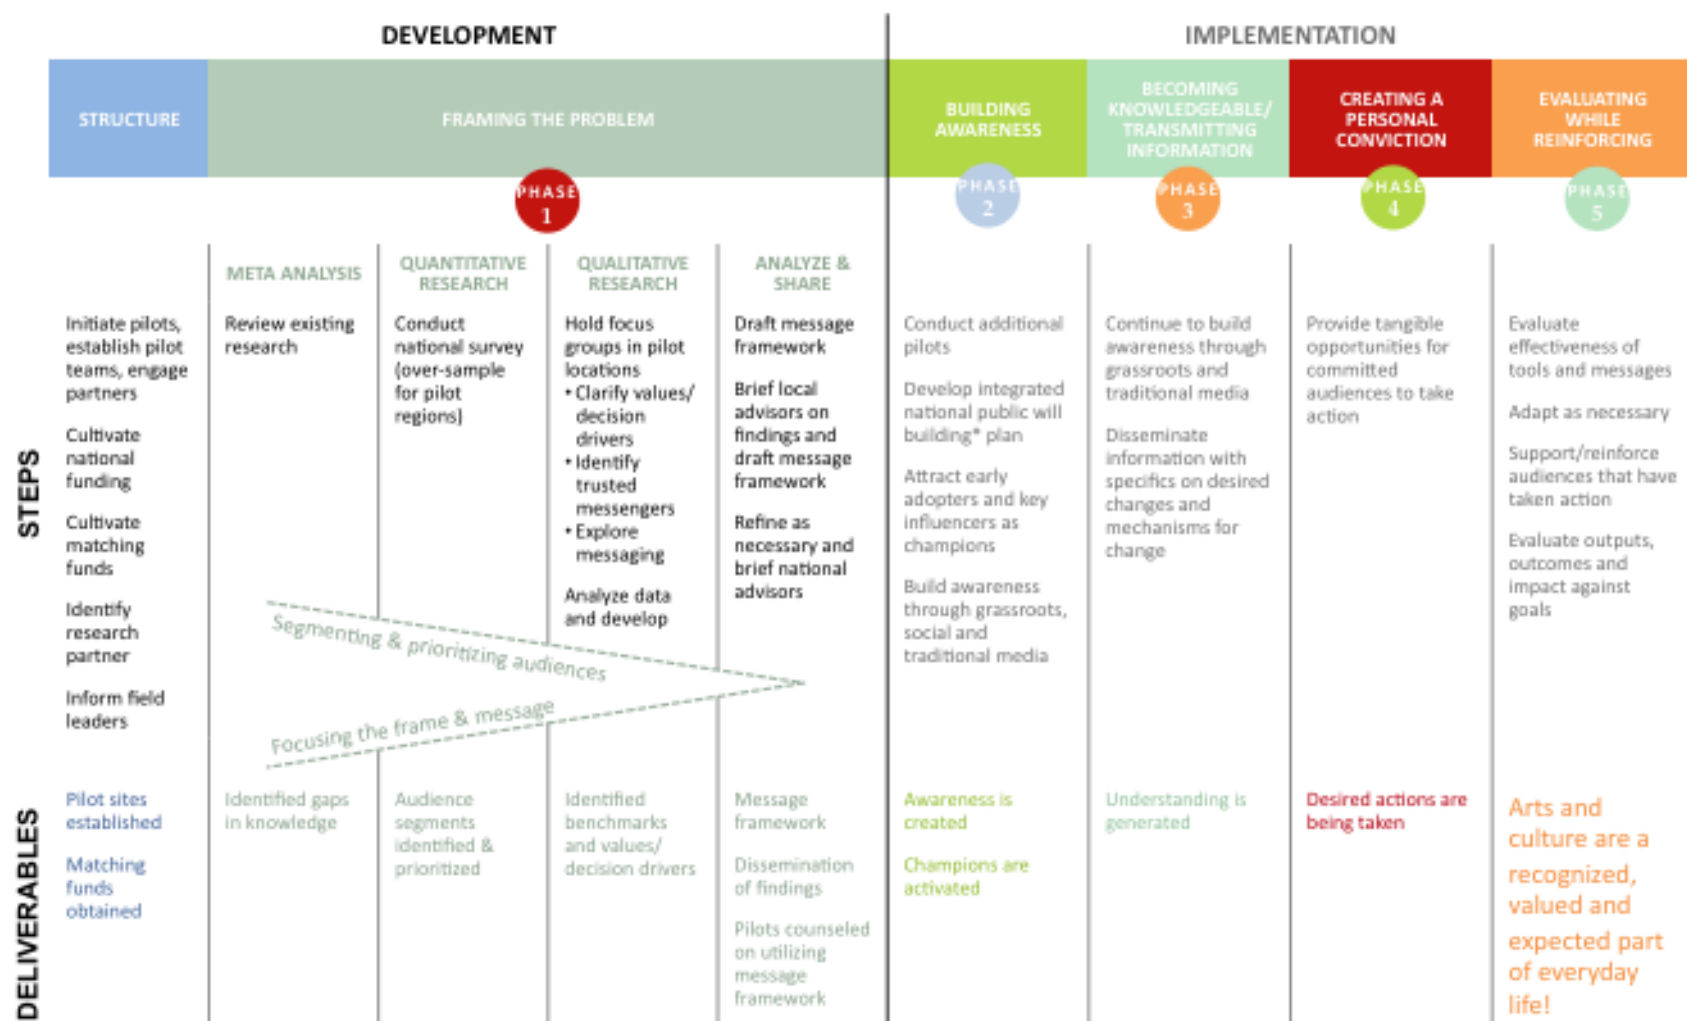 DEVELOPMENT
IMPLEMENTATION
STRUCTURE
FRAMING THE PROBLEM
BUILDING
AWARENESS
BECOMING
KNOWLEDGEABLE/
TRANSMITTING
INFORMATION
CREATING A
PERSONAL
CONVICTION
EVALUATING
WHILE
REINFORCING
PHASE
1
PHASE
2
PHASE
3
PHASE
4
PHASE
5
META ANALYSIS
QUANTITATIVE
RESEARCH
QUALITATIVE
RESEARCH
ANALYZE &
SHARE
STEPS
Initiate pilots,
establish pilot
teams, engage
partners
Cultivate
national
funding
Cultivate
matching
funds
Identify
research
partner
Inform field
leaders
Review existing
research
Conduct
national survey
(over-sample
for pilot
regions)
Hold focus
groups in pilot
locations
• Clarify values/
decision
drivers
• Identify
trusted
messengers
• Explore
messaging
Analyze data
and develop
Draft message
framework
Brief local
advisors on
findings and
draft message
framework
Refine as
necessary and
brief national
advisors
Segmenting & prioritizing audiences
Focusing the frame & message
Conduct additional
pilots
Develop integrated
national public will
building* plan
Attract early
adopters and key
influencers as
champions
Build awareness
through grassroots,
social and
traditional media
Continue to build
awareness through
grassroots and
traditional media
Disseminate
information with
specifics on desired
changes and
mechanisms for
change
Provide tangible
opportunities for
committed
audiences to take
action
Evaluate
effectiveness of
tools and messages
Adapt as necessary
Support/reinforce
audiences that have
taken action
Evaluate outputs,
outcomes and
impact against
goals
DELIVERABLES
Pilot sites
established
Matching
funds
obtained
Identified gaps
in knowledge
Audience
segments
identified &
prioritized
Identified
benchmarks
and values/
decision drivers
Message
framework
Dissemination
of findings
Pilots counseled
on utilizing
message
framework
Awareness is
created
Champions are
activated
Understanding is
generated
Desired actions are
being taken
Arts and
culture are a
recognized,
valued and
expected part
of everyday
life!